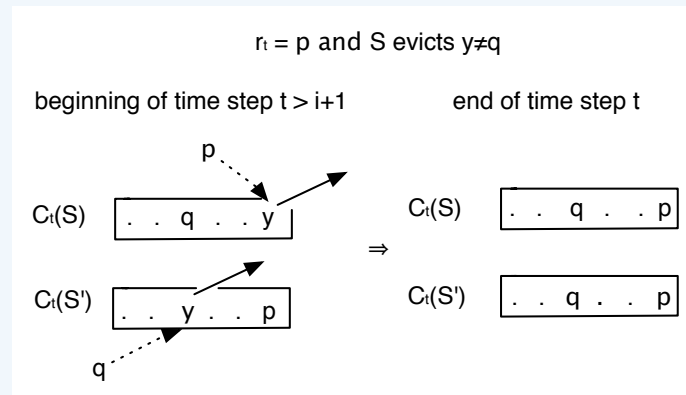 rt = p and S evicts y≠q
beginning of time step t > i+1
end of time step t
p
Ct(S)
. . q . . y
Ct(S)
. . q . . p
⇒
Ct(S')
. . y . . p
Ct(S')
. . q . . p
q